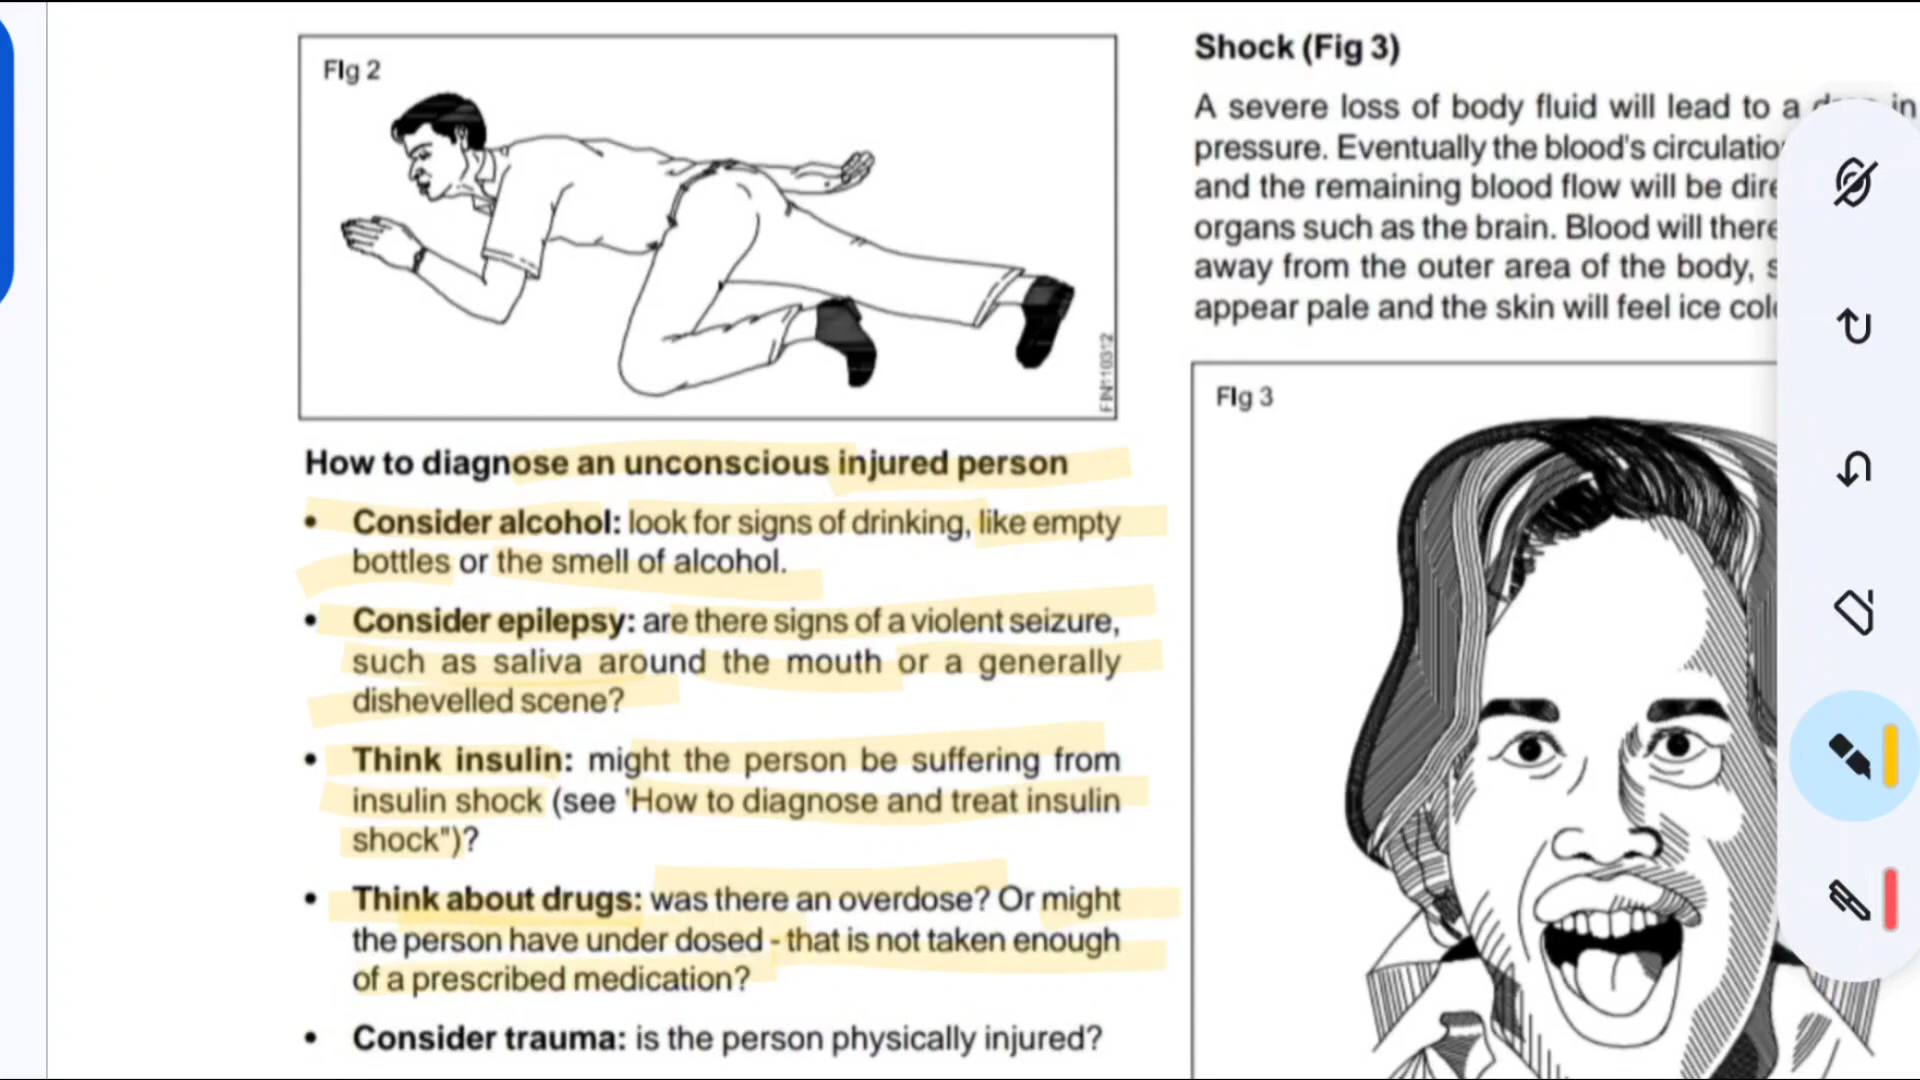 FIg 2
FIN110312
How to diagnose an unconscious injured person
• Consider alcohol: look for signs of drinking, like empty
bottles or the smell of alcohol.
• Consider epilepsy: are there signs of a violent seizure,
such as saliva around the mouth or a generally
dishevelled scene?
• Think insulin: might the person be suffering from
insulin shock (see 'How to diagnose and treat insulin
shock")?
• Think about drugs: was there an overdose? Or might
the person have under dosed - that is not taken enough
of a prescribed medication?
• Consider trauma: is the person physically injured?
Shock (Fig 3)
A severe loss of body fluid will lead to a in
pressure. Eventually the blood's
and the remaining blood flow will be
organs such as the brain. Blood will
away from the outer area of the body,
appear pale and the skin will feel ice
FIg 3